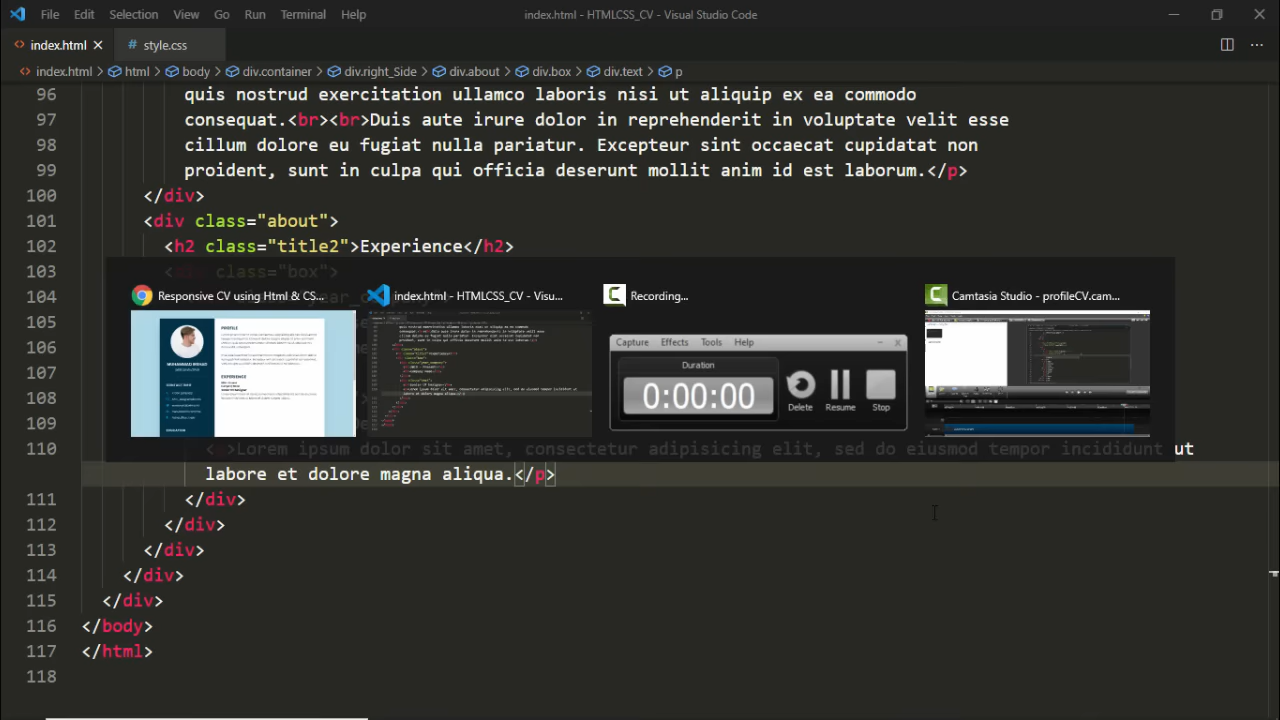 File Edit Selection View Go Run Terminal Help index.html - HTMLCSS_CV - Visual Studio Code
index.html style.css
index.html html body div.container div.right_Side div.about div.box div.text p
96 quis nostrud exercitation ullamco laboris nisi ut aliquip ex ea commodo
97 consequat.<br><br>Duis aute irure dolor in reprehenderit in voluptate velit esse
98 cillum dolore eu fugiat nulla pariatur. Excepteur sint occaecat cupidatat non
99 proident, sunt in culpa qui officia deserunt mollit anim id est laborum.</p>
100 </div>
101 <div class="about">
102 <h2 class="title2">Experience</h2>
103 class="box">
104
105
106
107
108
109
Responsive CV using Html & CS...
index.html - HTMLCSS_CV - Visu...
Recording...
Camtasia Studio - profileCV.cam...
PROFILE
EXPERIENCE
Capture Effects Tools Help
Duration
0:00:00
Delete Resume Stop
110 >Lorem ipsum dolor sit amet, consectetur adipisicing elit, sed do eiusmod tempor incididunt ut
labore et dolore magna aliqua.</p>
111 </div>
112 </div>
113 </div>
114 </div>
115 </div>
116 </body>
117 </html>
118